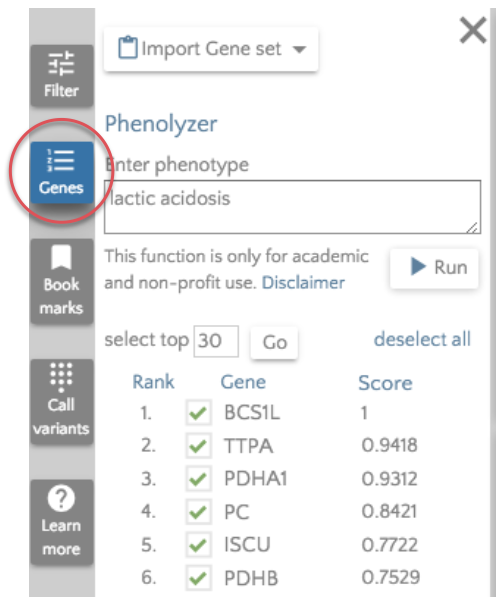 Import Gene set
Filter
Phenolyzer
Enter phenotype
Genes
lactic acidosis
This function is only for academic
and non-profit use. Disclaimer
Run
Book
marks
select top 30 Go deselect all
Rank Gene Score
Call
variants
1. BCS1L 1
2. TTPA 0.9418
3. PDHA1 0.9312
4. PC 0.8421
5. ISCU 0.7722
6. PDHB 0.7529
Learn
more